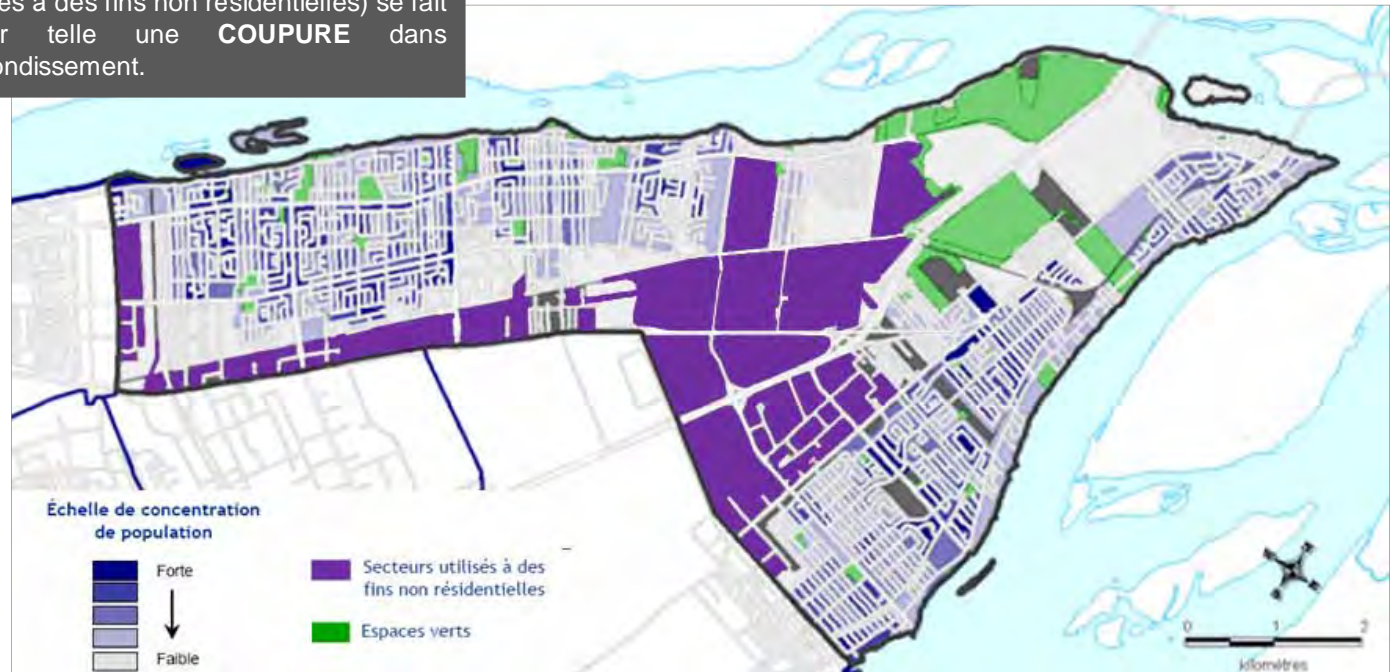 es à des fins non résidentielles) se fait
r telle une COUPURE dans
ondissement.
Échelle de concentration
de population
Forte
Faible
Secteurs utilisés à des
fins non résidentielles
Espaces verts
0 1 2
kilomètres